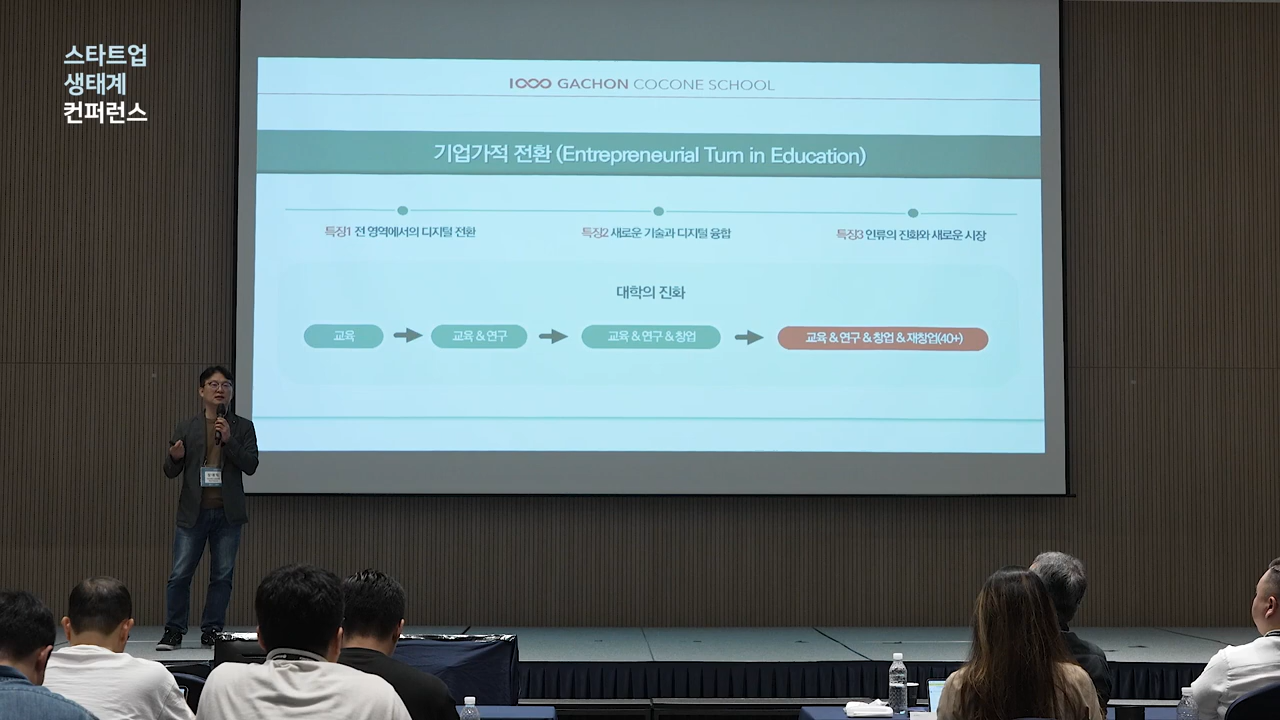 스타트업
생태계
컨퍼런스
GACHON COCONE SCHOOL
기업가적 전환 (Entrepreneurial Turn in Education)
특징1 전 영역에서의 디지털 전환
특징2 새로운 기술과 디지털 융합
특징3 인류의 진화와 새로운 시장
대학의 진화
교육
교육 & 연구
교육 & 연구 & 창업
교육 & 연구 & 창업 & 재창업(40+)